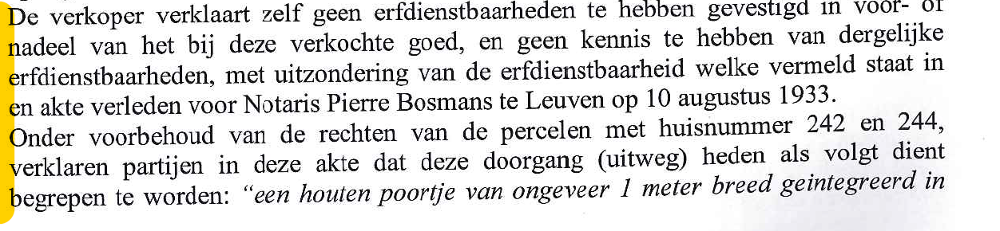 De verkoper verklaart zelf geen erfdienstbaarheden te hebben gevestigd in voor- of
nadeel van het bij deze verkochte goed, en geen kennis te hebben van dergelijke
erfdienstbaarheden, met uitzondering van de erfdienstbaarheid welke vermeld staat in
en akte verleden voor Notaris Pierre Bosmans te Leuven op 10 augustus 1933.
Onder voorbehoud van de rechten van de percelen met huisnummer 242 en 244,
verklaren partijen in deze akte dat deze doorgang (uitweg) heden als volgt dient
begrepen te worden: “een houten poortje van ongeveer 1 meter breed geintegreerd in